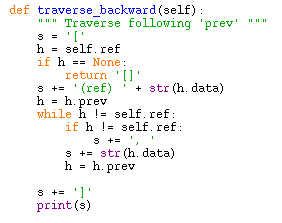 def traverse_backward(self):
    """ Traverse following 'prev' """
    s = '['
    h = self.ref
    if h == None:
        return '[]'
    s += '(ref) ' + str(h.data)
    h = h.prev
    while h != self.ref:
        if h != self.ref:
            s += ', '
        s += str(h.data)
        h = h.prev

    s += ']'
    print(s)